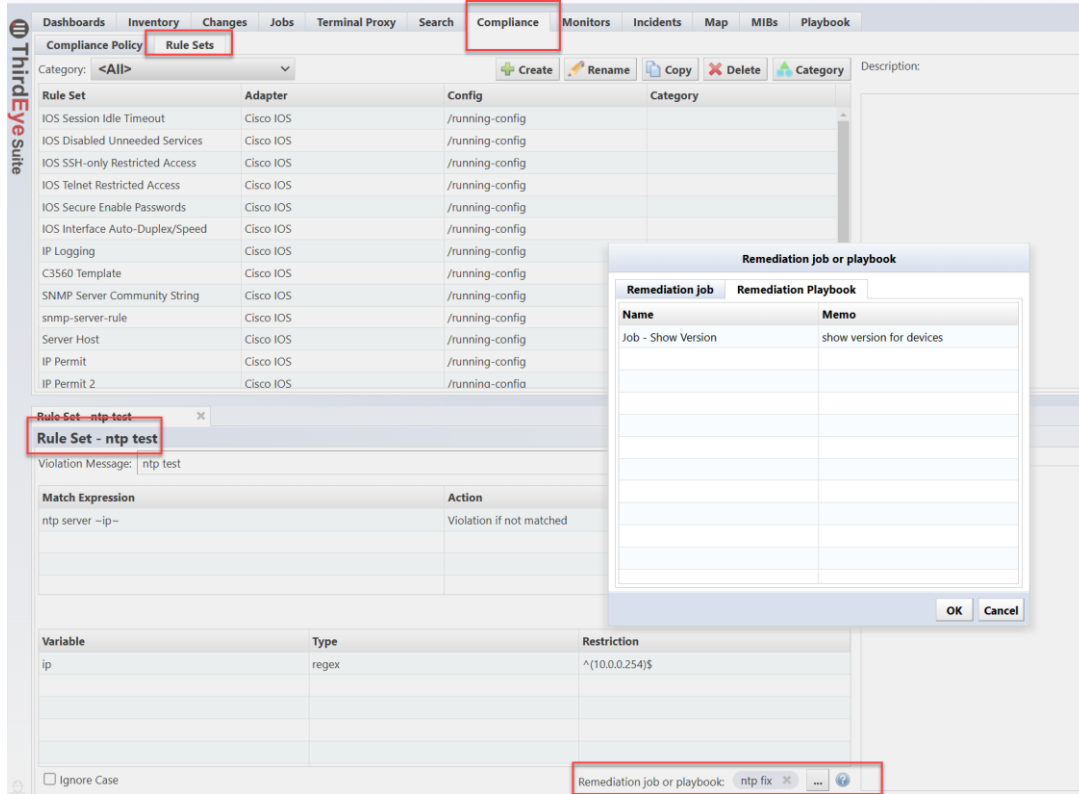 ThirdEye Suite
Dashboards Inventory Changes Jobs Terminal Proxy Search Compliance Monitors Incidents Map MIBs Playbook
Compliance Policy Rule Sets
Category: <All> Create Rename Copy Delete Category Description:
Rule Set Adapter Config Category
IOS Session Idle Timeout Cisco IOS /running-config
IOS Disabled Unneeded Services Cisco IOS /running-config
IOS SSH-only Restricted Access Cisco IOS /running-config
IOS Telnet Restricted Access Cisco IOS /running-config
IOS Secure Enable Passwords Cisco IOS /running-config
IOS Interface Auto-Duplex/Speed Cisco IOS /running-config
IP Logging Cisco IOS /running-config
C3560 Template Cisco IOS /running-config
SNMP Server Community String Cisco IOS /running-config
snmp-server-rule Cisco IOS /running-config
Server Host Cisco IOS /running-config
IP Permit Cisco IOS /running-config
IP Permit 2 Cisco IOS /running-config
Remediation job or playbook
Remediation job Remediation Playbook
Name Memo
Job - Show Version show version for devices
OK Cancel
Rule Set - ntp test
Rule Set - ntp test
Violation Message: ntp test
Match Expression Action
ntp server ~ip~ Violation if not matched
Variable Type Restriction
ip regex ^(10.0.0.254)$
Ignore Case Remediation job or playbook: ntp fix ...